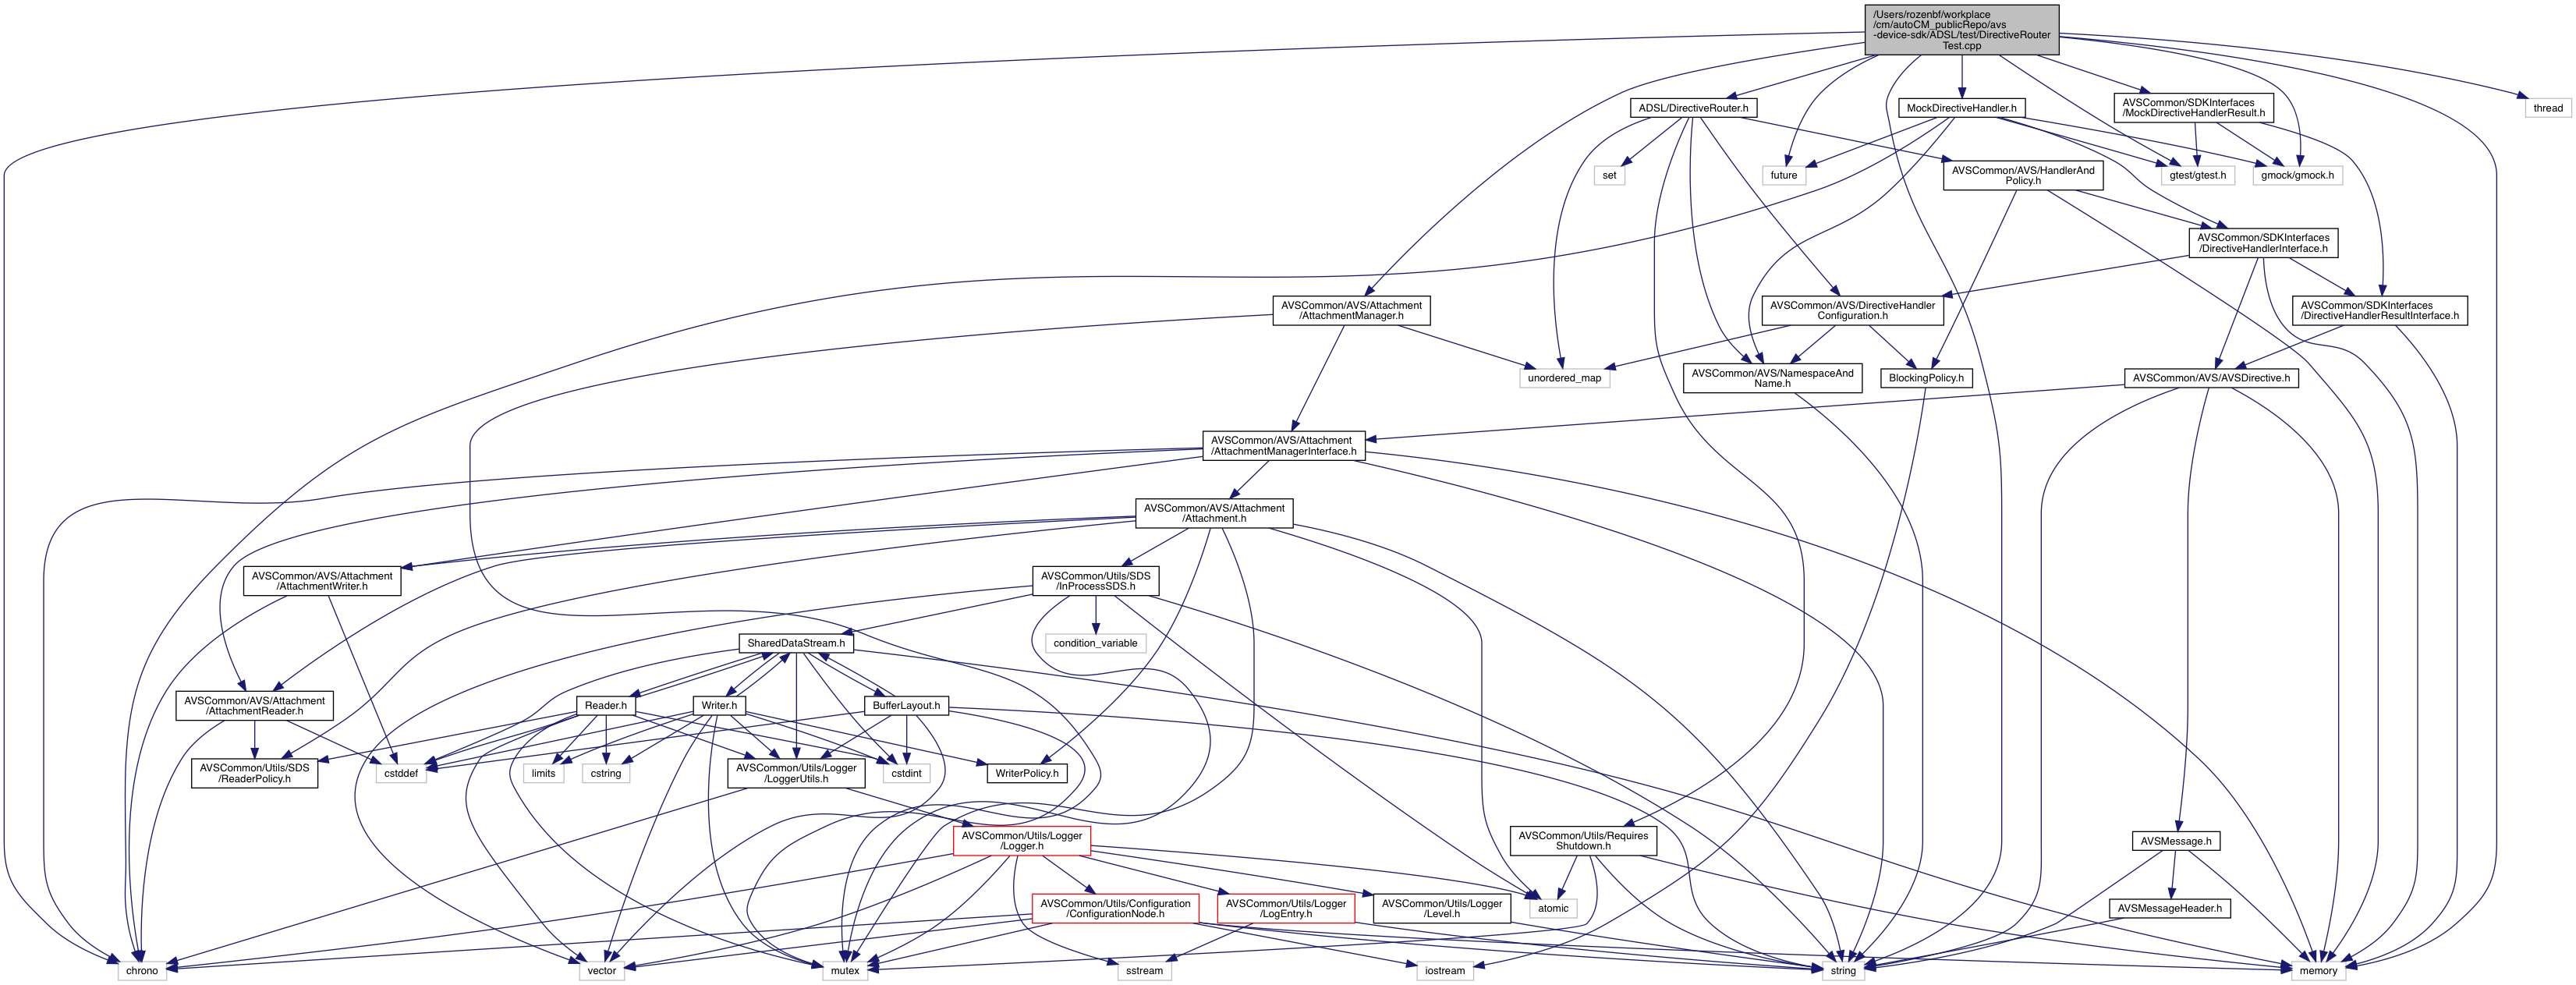 /Users/rozenbf/workplace
/cm/autoCM_publicRepo/avs
-device-sdk/ADSL/test/DirectiveRouter
Test.cpp
ADSL/DirectiveRouter.h
MockDirectiveHandler.h
AVSCommon/SDKInterfaces
/MockDirectiveHandlerResult.h
thread
set
future
AVSCommon/AVS/HandlerAnd
Policy.h
gtest/gtest.h
gmock/gmock.h
AVSCommon/SDKInterfaces
/DirectiveHandlerInterface.h
AVSCommon/AVS/Attachment
/AttachmentManager.h
AVSCommon/AVS/DirectiveHandler
Configuration.h
AVSCommon/SDKInterfaces
/DirectiveHandlerResultInterface.h
unordered_map
AVSCommon/AVS/NamespaceAnd
Name.h
BlockingPolicy.h
AVSCommon/AVS/AVSDirective.h
AVSCommon/AVS/Attachment
/AttachmentManagerInterface.h
AVSCommon/AVS/Attachment
/Attachment.h
AVSCommon/AVS/Attachment
/AttachmentWriter.h
AVSCommon/Utils/SDS
/InProcessSDS.h
SharedDataStream.h
condition_variable
AVSCommon/AVS/Attachment
/AttachmentReader.h
Reader.h
Writer.h
BufferLayout.h
AVSCommon/Utils/SDS
/ReaderPolicy.h
cstddef
limits
cstring
AVSCommon/Utils/Logger
/LoggerUtils.h
cstdint
WriterPolicy.h
AVSCommon/Utils/Logger
/Logger.h
AVSCommon/Utils/Requires
Shutdown.h
AVSMessage.h
AVSCommon/Utils/Configuration
/ConfigurationNode.h
AVSCommon/Utils/Logger
/LogEntry.h
AVSCommon/Utils/Logger
/Level.h
atomic
AVSMessageHeader.h
chrono
vector
mutex
sstream
iostream
string
memory